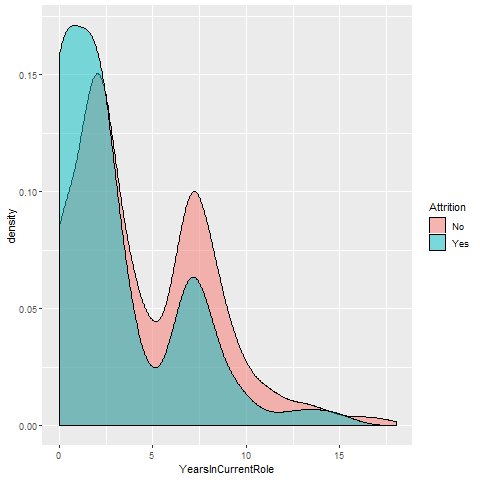 0.15
0.10
0.05
0.00
density
0
5
10
15
YearsInCurrentRole
Attrition
No
Yes